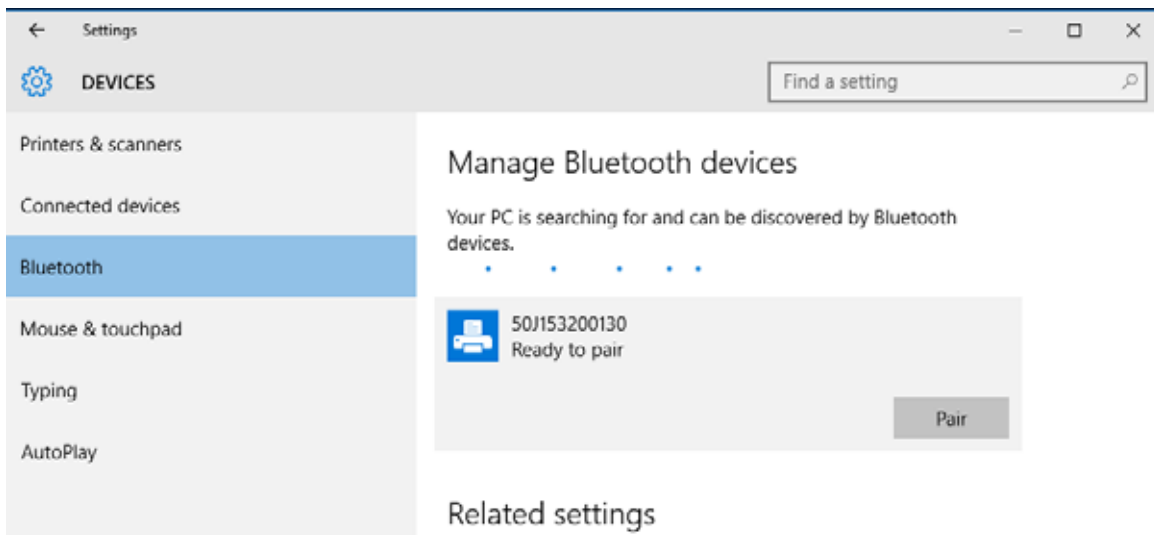 Settings
DEVICES
Find a setting
Printers & scanners
Connected devices
Bluetooth
Mouse & touchpad
Typing
AutoPlay
Manage Bluetooth devices
Your PC is searching for and can be discovered by Bluetooth
devices.
50J153200130
Ready to pair
Pair
Related settings